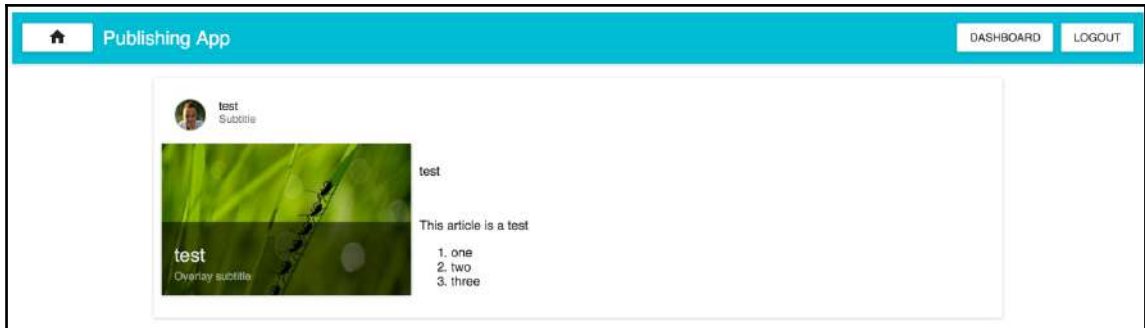 Publishing App
DASHBOARD
LOGOUT
test
Subtitle
test
Overlay subtitle
test
This article is a test
1. one
2. two
3. three